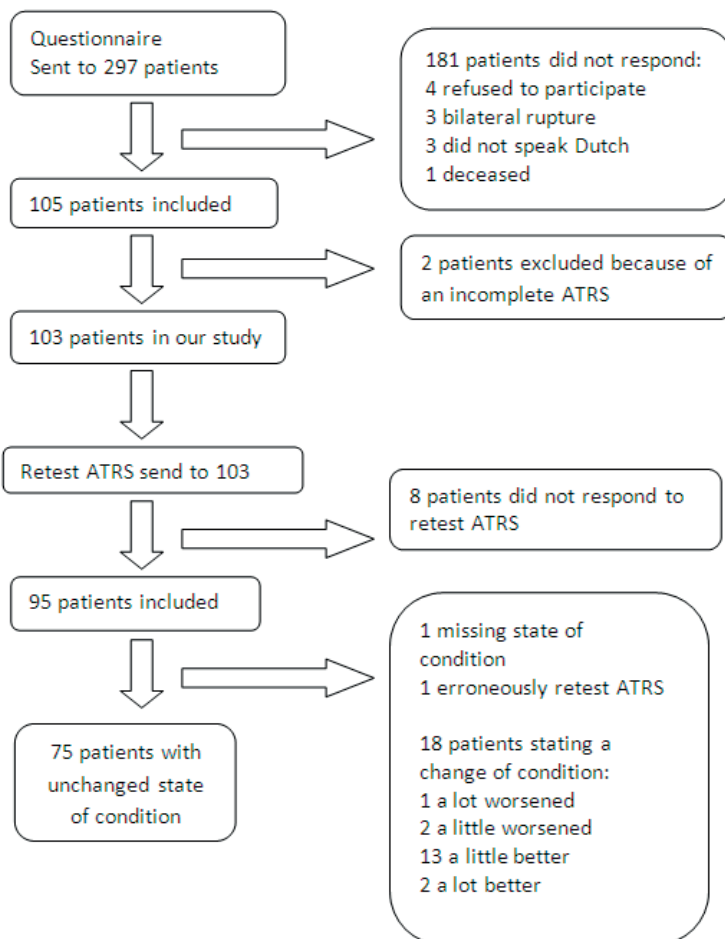 Questionnaire
Sent to 297 patients
181 patients did not respond:
4 refused to participate
3 bilateral rupture
3 did not speak Dutch
1 deceased
105 patients included
2 patients excluded because of
an incomplete ATRS
103 patients in our study
Retest ATRS send to 103
8 patients did not respond to
retest ATRS
95 patients included
1 missing state of
condition
1 erroneously retest ATRS
18 patients stating a
change of condition:
1 a lot worsened
2 a little worsened
13 a little better
2 a lot better
75 patients with
unchanged state
of condition